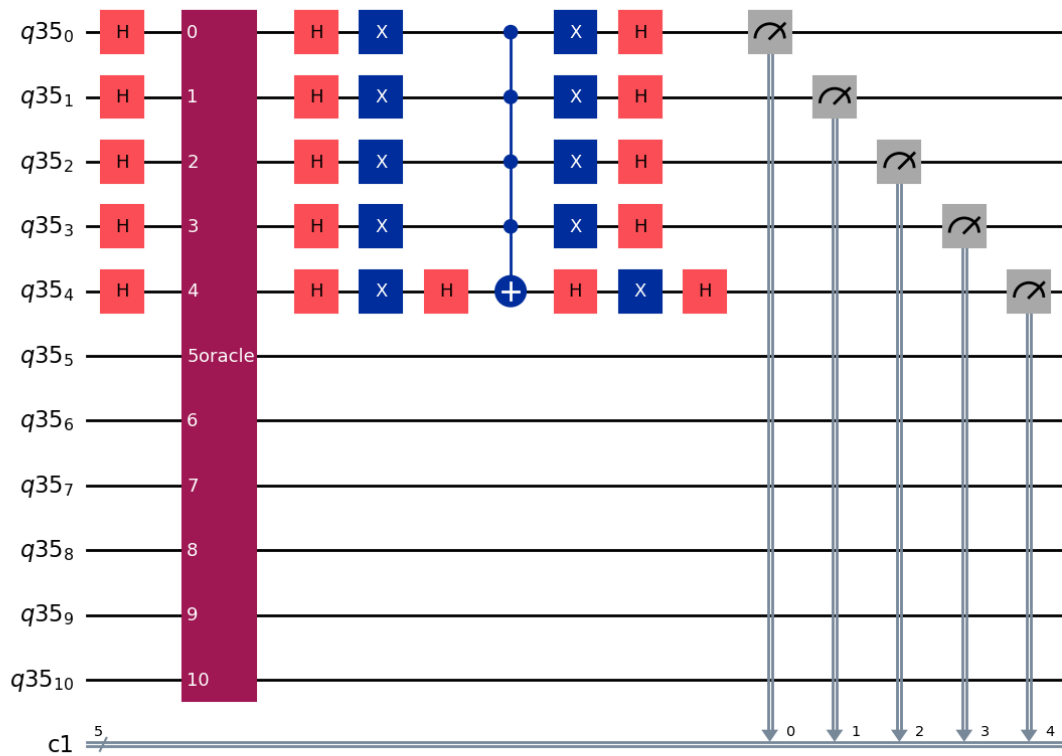 q35₀ H 0 H X X H
q35₁ H 1 H X X H
q35₂ H 2 H X X H
q35₃ H 3 H X X H
q35₄ H 4 H X H H X H
q35₅ 5oracle
q35₆ 6
q35₇ 7
q35₈ 8
q35₉ 9
q35₁₀ 10
c1 5 0 1 2 3 4